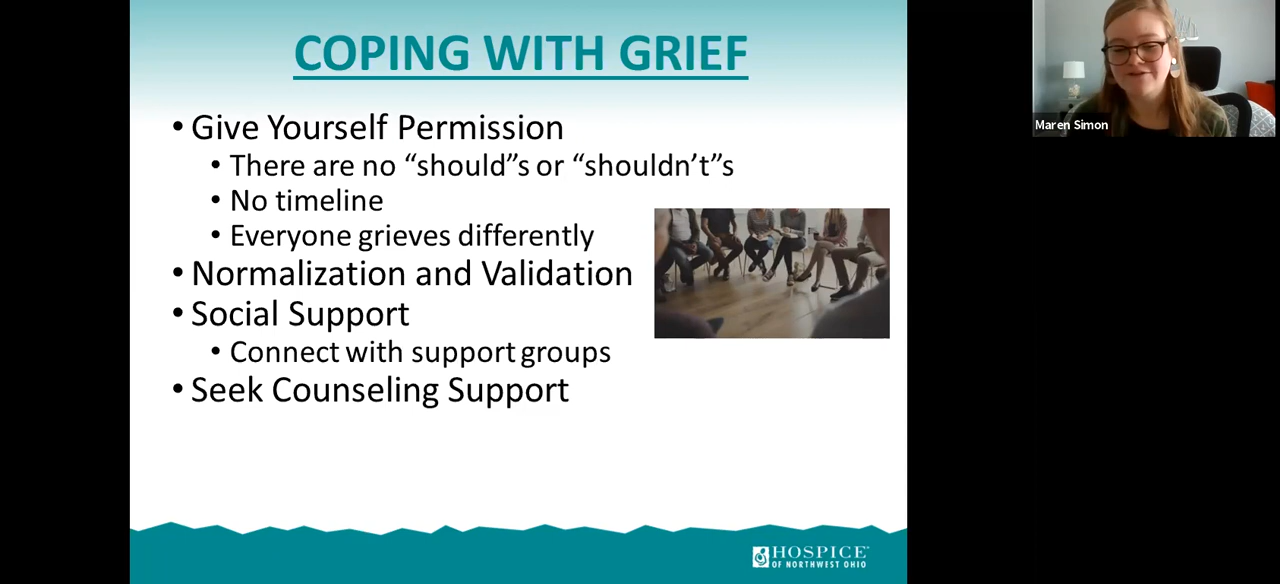 COPING WITH GRIEF
• Give Yourself Permission
• There are no “should”s or “shouldn’t”s
• No timeline
• Everyone grieves differently
• Normalization and Validation
• Social Support
• Connect with support groups
• Seek Counseling Support
HOSPICE
OF NORTHWEST OHIO
Maren Simon